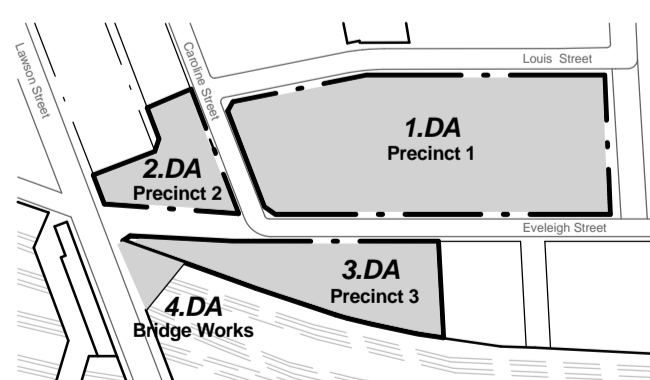 Louis Street
Lawson Street
Caroline Street
1.DA
Precinct 1
2.DA
Precinct 2
Eveleigh Street
3.DA
Precinct 3
4.DA
Bridge Works